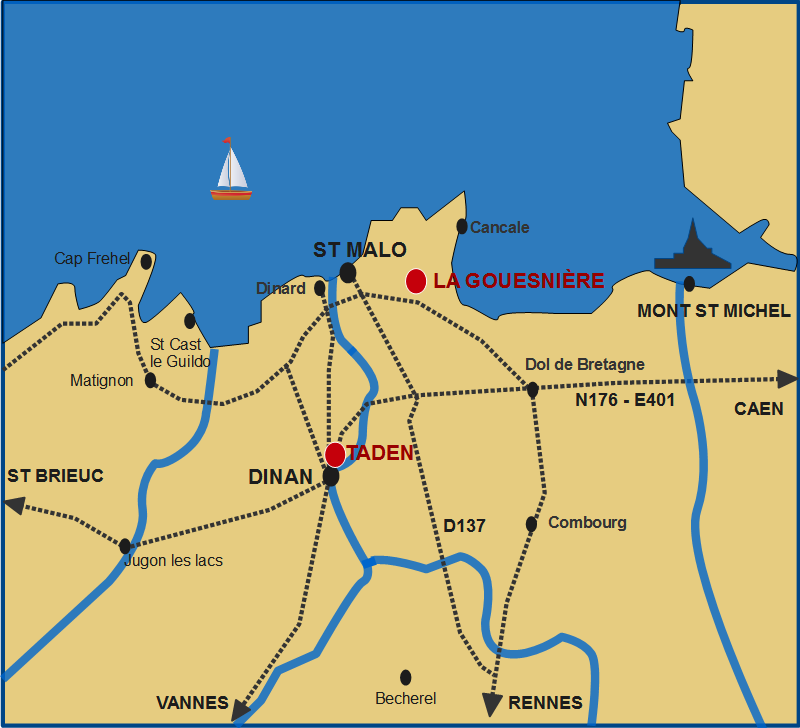 Cancale
ST MALO
Cap Frehel
LA GOUESNIÈRE
Dinard
MONT ST MICHEL
St Cast
le Guildo
Dol de Bretagne
Matignon
N176 - E401
CAEN
TADEN
ST BRIEUC
DINAN
D137
Combourg
Jugon les lacs
Becherel
VANNES
RENNES